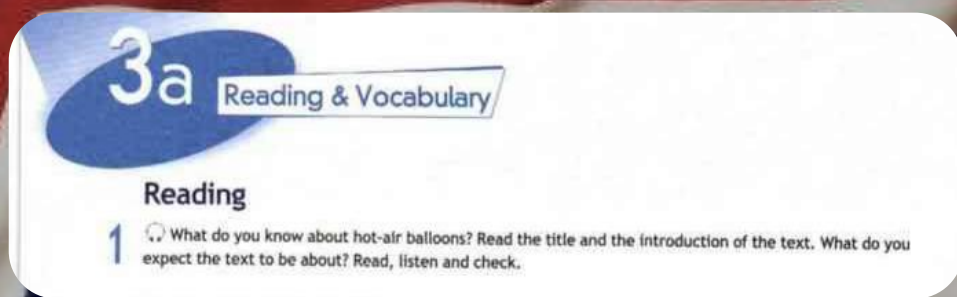 3a
Reading & Vocabulary
Reading
1 What do you know about hot-air balloons? Read the title and the introduction of the text. What do you
expect the text to be about? Read, listen and check.